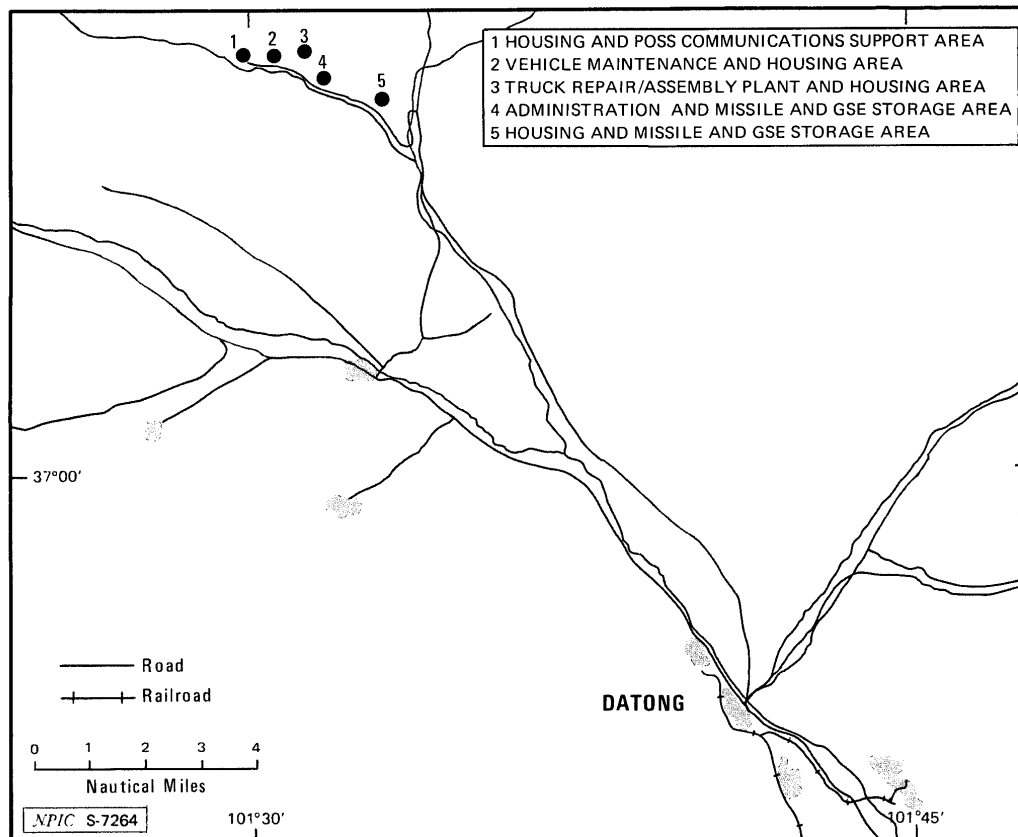 1 HOUSING AND POSS COMMUNICATIONS SUPPORT AREA
2 VEHICLE MAINTENANCE AND HOUSING AREA
3 TRUCK REPAIR/ASSEMBLY PLANT AND HOUSING AREA
4 ADMINISTRATION AND MISSILE AND GSE STORAGE AREA
5 HOUSING AND MISSILE AND GSE STORAGE AREA
1
2
3
4
5
37°00'
Road
Railroad
DATONG
0 1 2 3 4
Nautical Miles
NPIC S-7264
101°30'
101°45'